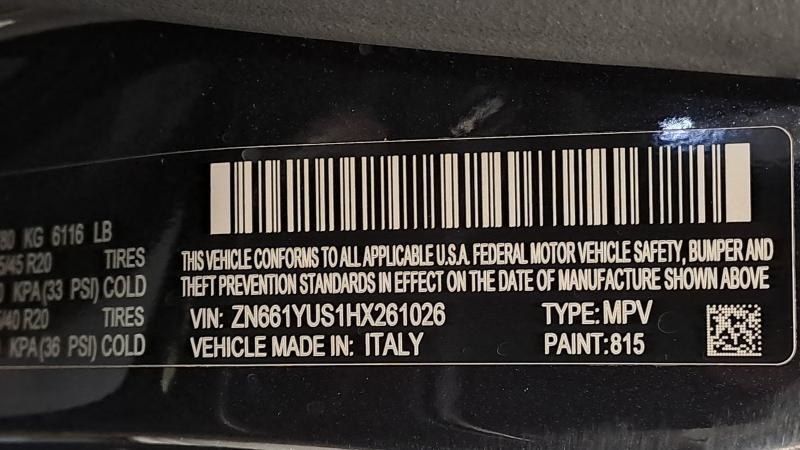 80 KG 6116 LB
5/45 R20 TIRES
0 KPA(33 PSI) COLD
5/40 R20 TIRES
0 KPA(36 PSI) COLD
THIS VEHICLE CONFORMS TO ALL APPLICABLE U.S.A. FEDERAL MOTOR VEHICLE SAFETY, BUMPER AND
THEFT PREVENTION STANDARDS IN EFFECT ON THE DATE OF MANUFACTURE SHOWN ABOVE
VIN: ZN661YUS1HX261026 TYPE: MPV
VEHICLE MADE IN: ITALY PAINT:815